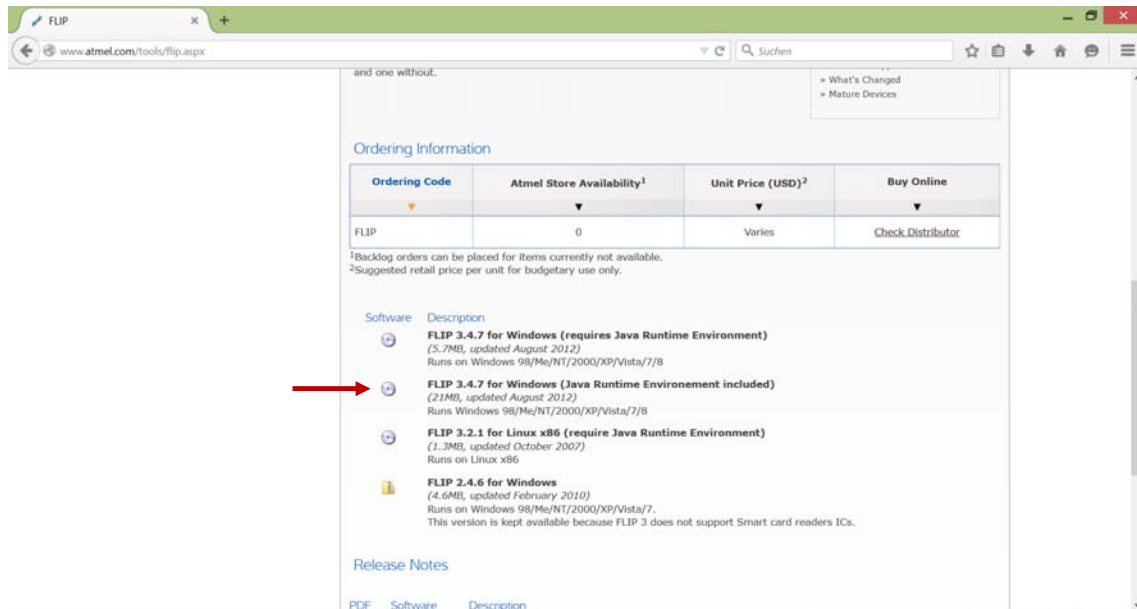 FLIP
www.atmel.com/tools/flip.aspx
Suchen
and one without.
» What's Changed
» Mature Devices
Ordering Information
Ordering Code Atmel Store Availability¹ Unit Price (USD)² Buy Online
FLIP 0 Varies Check Distributor
¹Backlog orders can be placed for items currently not available.
²Suggested retail price per unit for budgetary use only.
Software Description
FLIP 3.4.7 for Windows (requires Java Runtime Environment)
(5.7MB, updated August 2012)
Runs on Windows 98/Me/NT/2000/XP/Vista/7/8
FLIP 3.4.7 for Windows (Java Runtime Environement included)
(21MB, updated August 2012)
Runs Windows 98/Me/NT/2000/XP/Vista/7/8
FLIP 3.2.1 for Linux x86 (require Java Runtime Environment)
(1.3MB, updated October 2007)
Runs on Linux x86
FLIP 2.4.6 for Windows
(4.6MB, updated February 2010)
Runs on Windows 98/Me/NT/2000/XP/Vista/7.
This version is kept available because FLIP 3 does not support Smart card readers ICs.
Release Notes
PDF Software Description